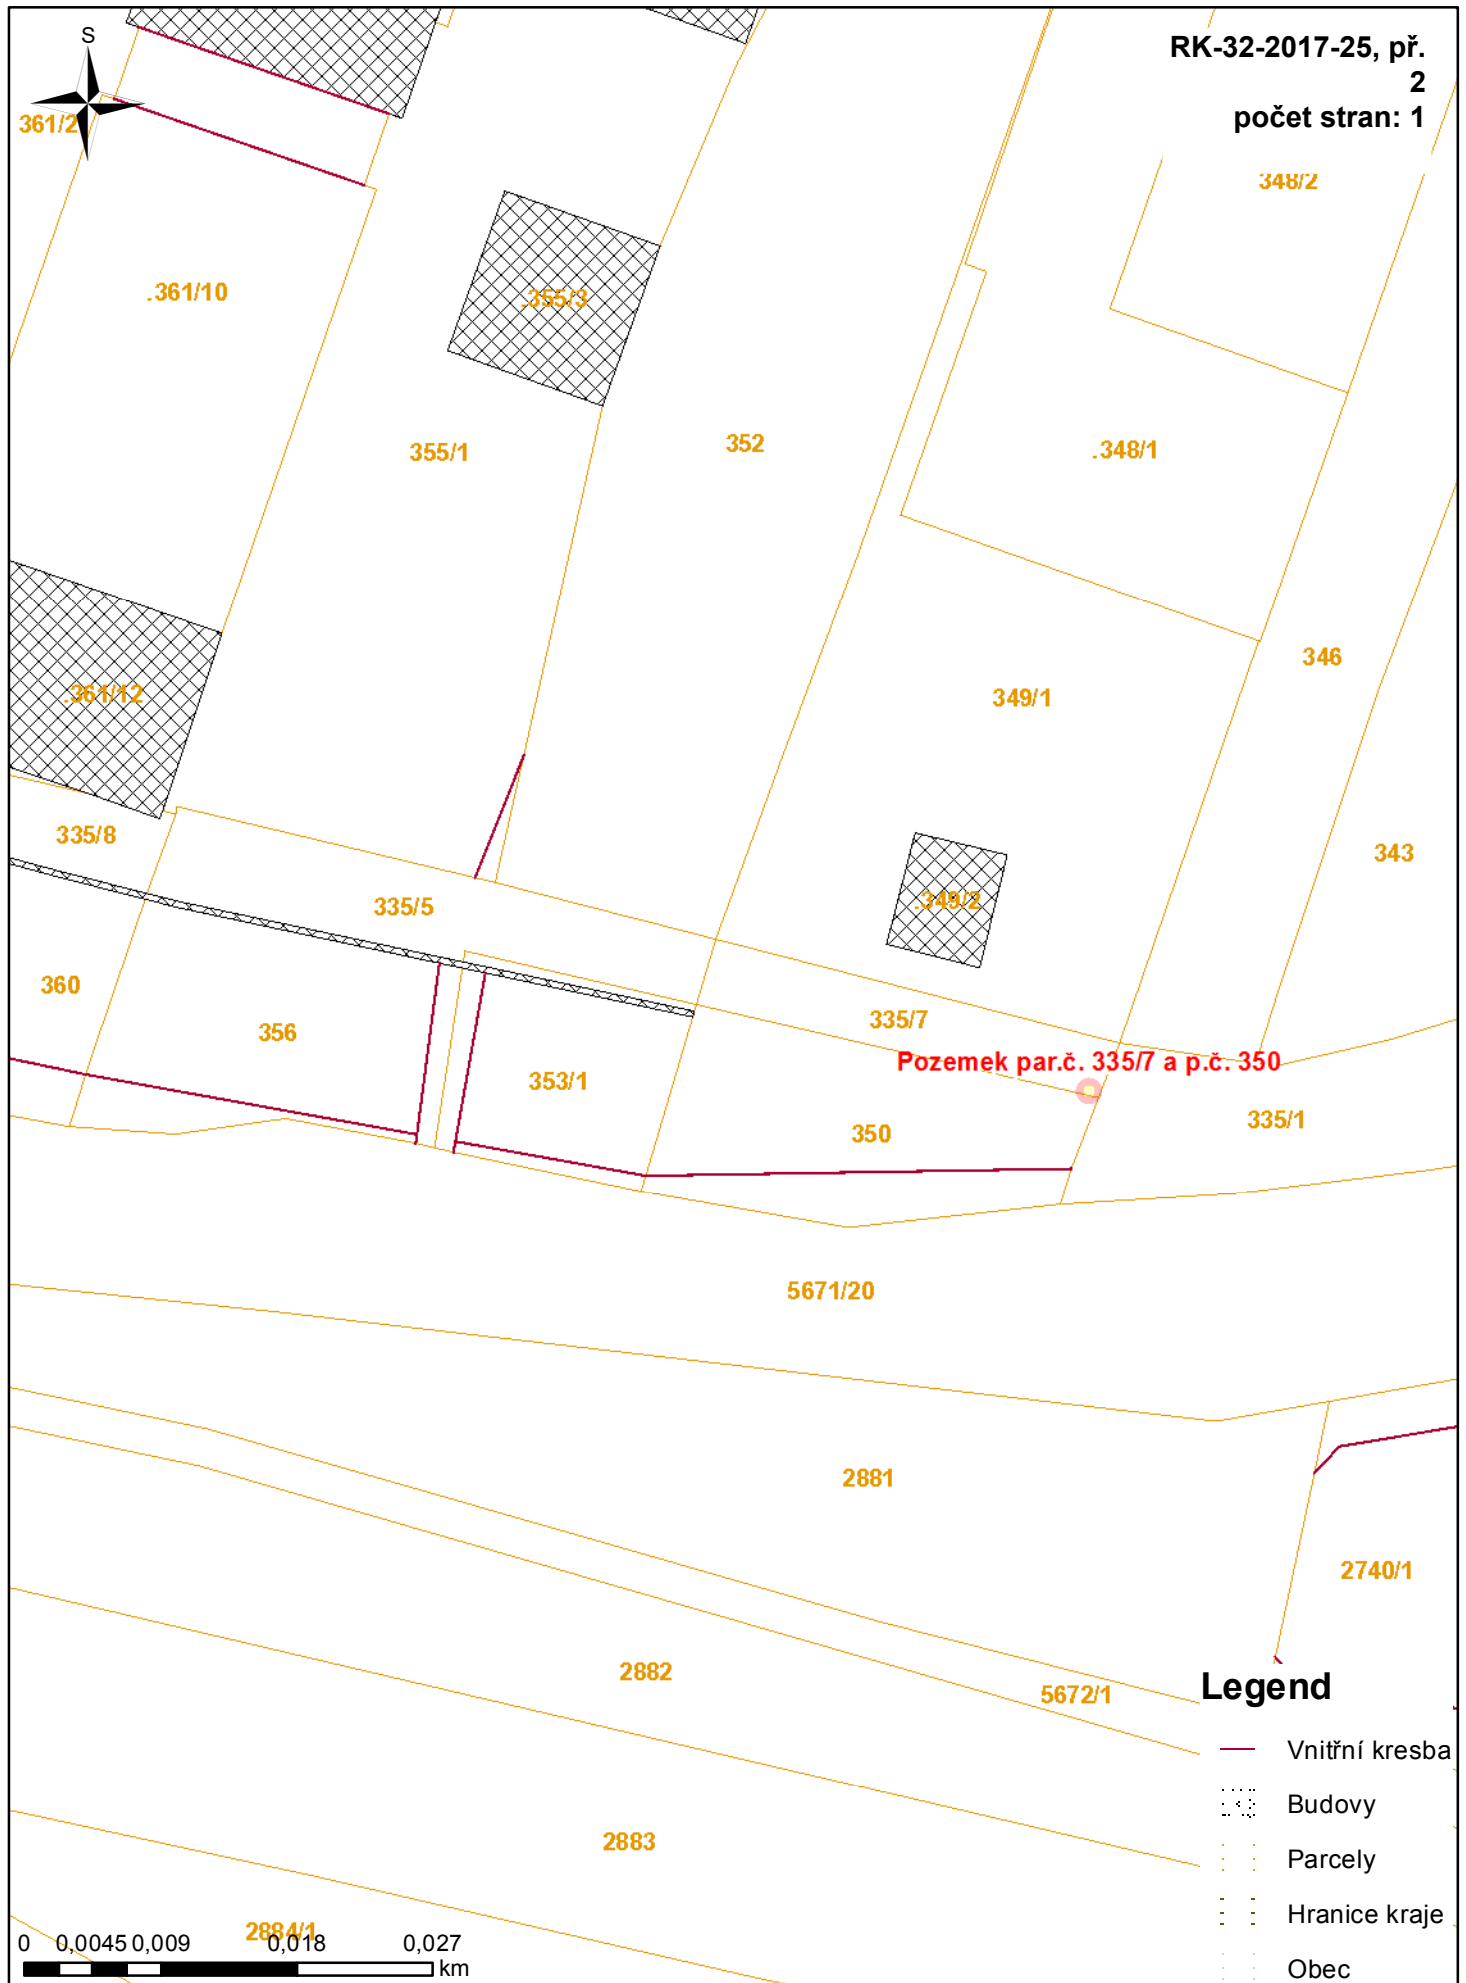 S
RK-32-2017-25, př.
2
počet stran: 1
361/2
348/2
.361/10
.355/3
355/1
352
.348/1
346
.361/12
349/1
335/8
343
335/5
.349/2
360
356
335/7
Pozemek par.č. 335/7 a p.č. 350
353/1
350
335/1
5671/20
2881
2740/1
2882
5672/1
Legend
Vnitřní kresba
Budovy
2883
Parcely
Hranice kraje
2884/1
0 0,0045 0,009 0,018 0,027
km
Obec